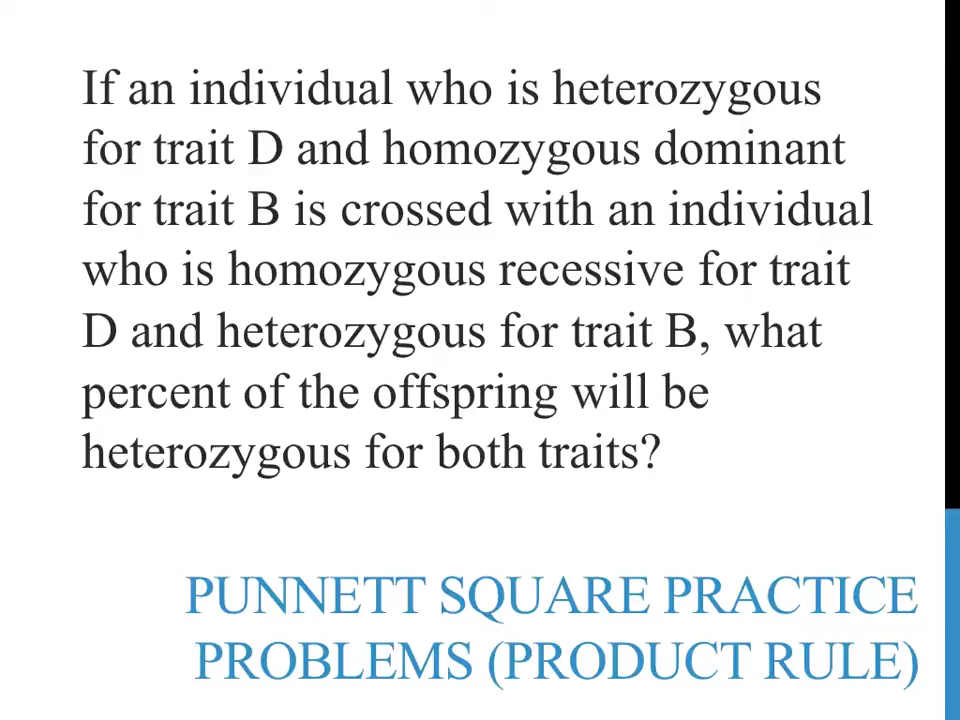 If an individual who is heterozygous
for trait D and homozygous dominant
for trait B is crossed with an individual
who is homozygous recessive for trait
D and heterozygous for trait B, what
percent of the offspring will be
heterozygous for both traits?
PUNNETT SQUARE PRACTICE
PROBLEMS (PRODUCT RULE)